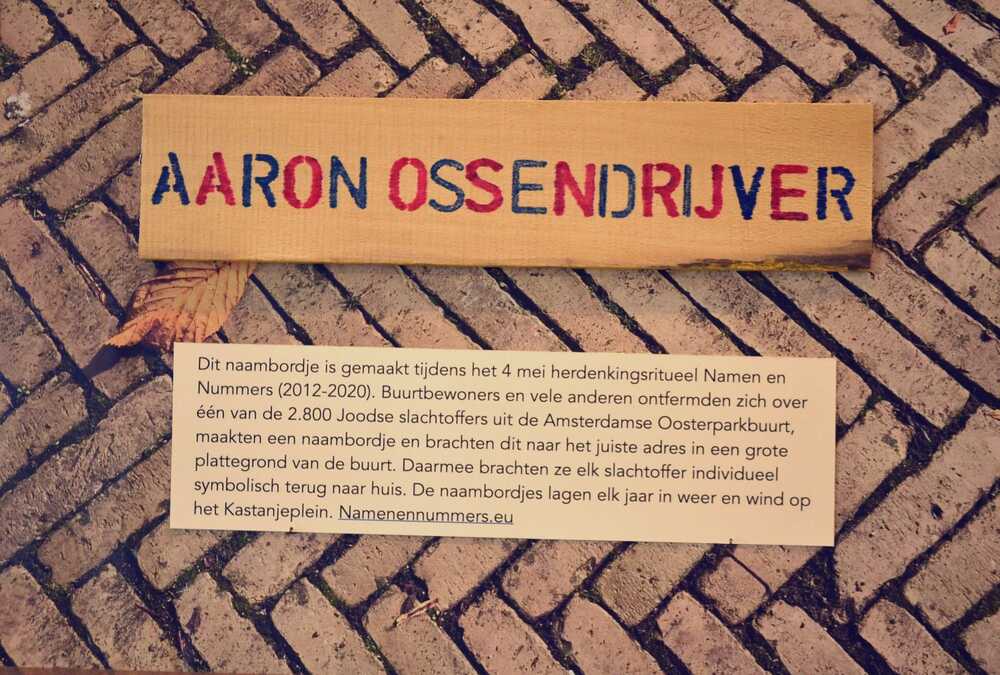 AARON OSSENDRIJVER
Dit naambordje is gemaakt tijdens het 4 mei herdenkingsritueel Namen en
Nummers (2012-2020). Buurtbewoners en vele anderen ontfermden zich over
één van de 2.800 Joodse slachtoffers uit de Amsterdamse Oosterparkbuurt,
maakten een naambordje en brachten dit naar het juiste adres in een grote
plattegrond van de buurt. Daarmee brachten ze elk slachtoffer individueel
symbolisch terug naar huis. De naambordjes lagen elk jaar in weer en wind op
het Kastanjeplein. Namenennummers.eu